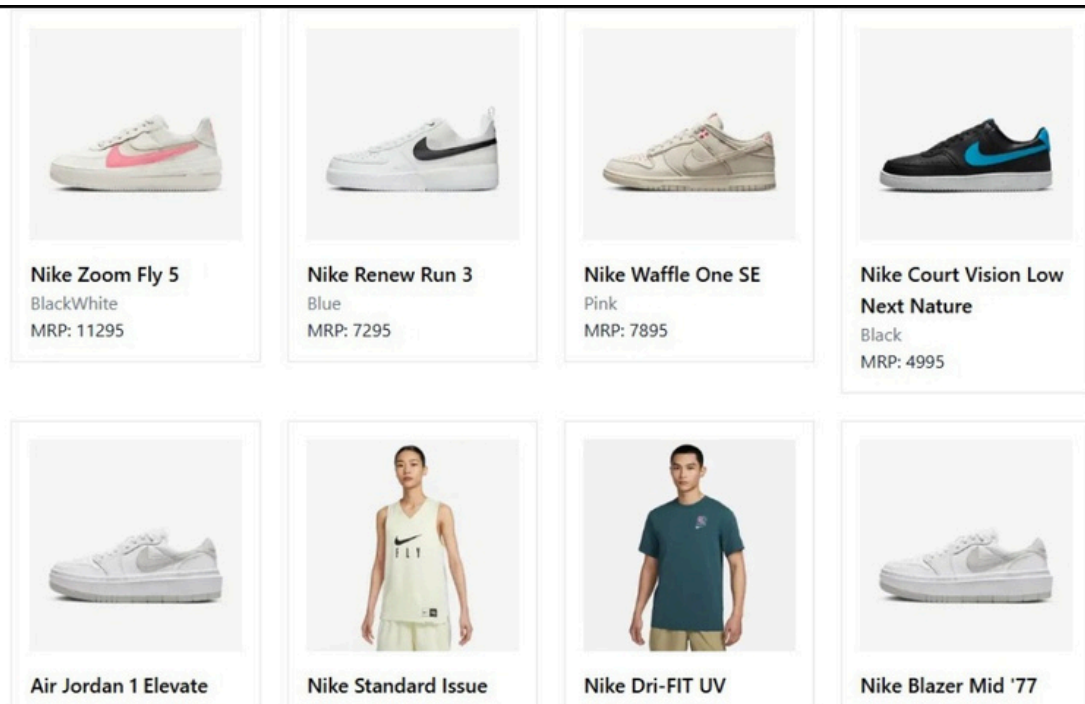 Nike Zoom Fly 5
BlackWhite
MRP: 11295
Nike Renew Run 3
Blue
MRP: 7295
Nike Waffle One SE
Pink
MRP: 7895
Nike Court Vision Low
Next Nature
Black
MRP: 4995
Air Jordan 1 Elevate
FLY
Nike Standard Issue
Nike Dri-FIT UV
Nike Blazer Mid '77